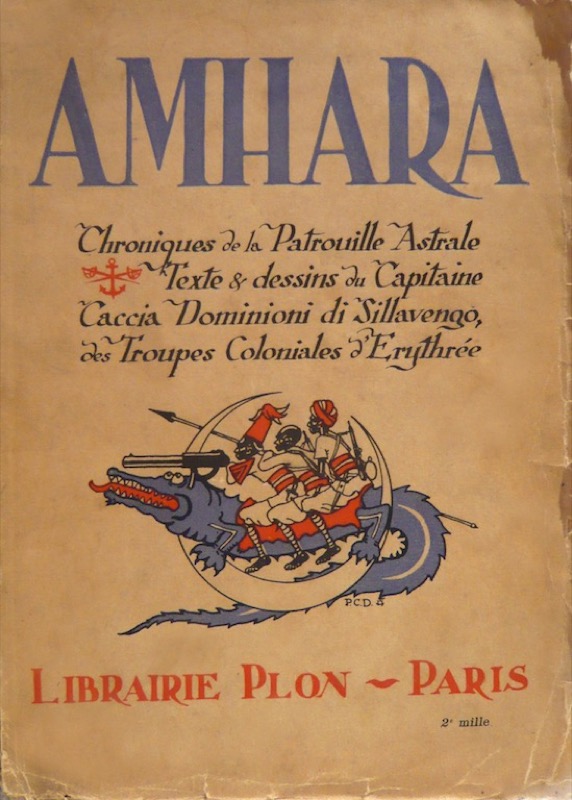 AMHARA
Chroniques de la Patrouille Astrale
Texte & dessins du Capitaine
Caccia Dominioni di Sillavengo,
des Troupes Coloniales d'Erythrée
P.C.D.
LIBRAIRIE PLON ~ PARIS
2e mille